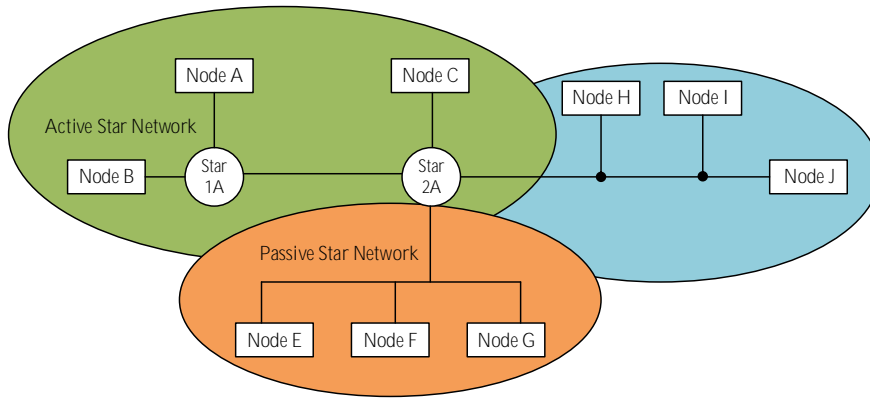 Node A
Node C
Node H
Node I
Active Star Network
Node B
Star
1A
Star
2A
Node J
Passive Star Network
Node E
Node F
Node G